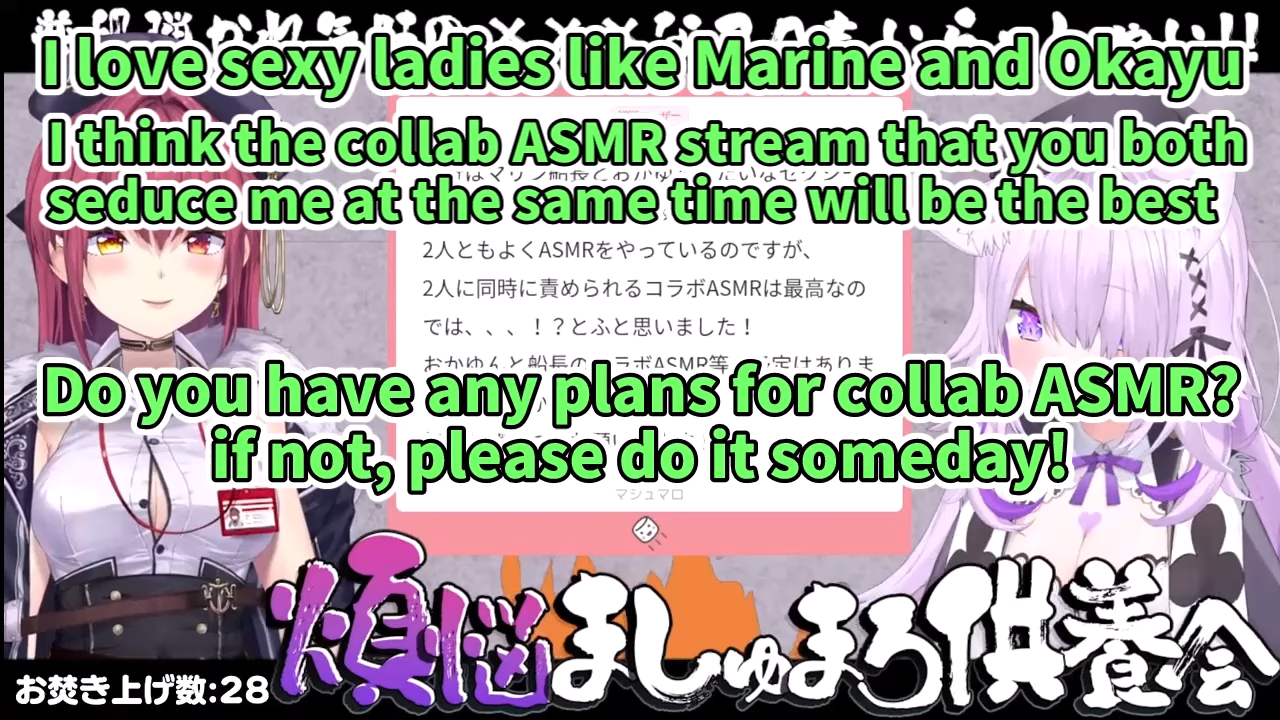 I love sexy ladies like Marine and Okayu
I think the collab ASMR stream that you both
seduce me at the same time will be the best
2人ともよくASMRをやっているのですが、
2人に同時に責められるコラボASMRは最高なの
では、、、！？とふと思いました！
Do you have any plans for collab ASMR?
if not, please do it someday!
マシュマロ
煩悩ましゅまろ供養会
お焚き上げ数:28